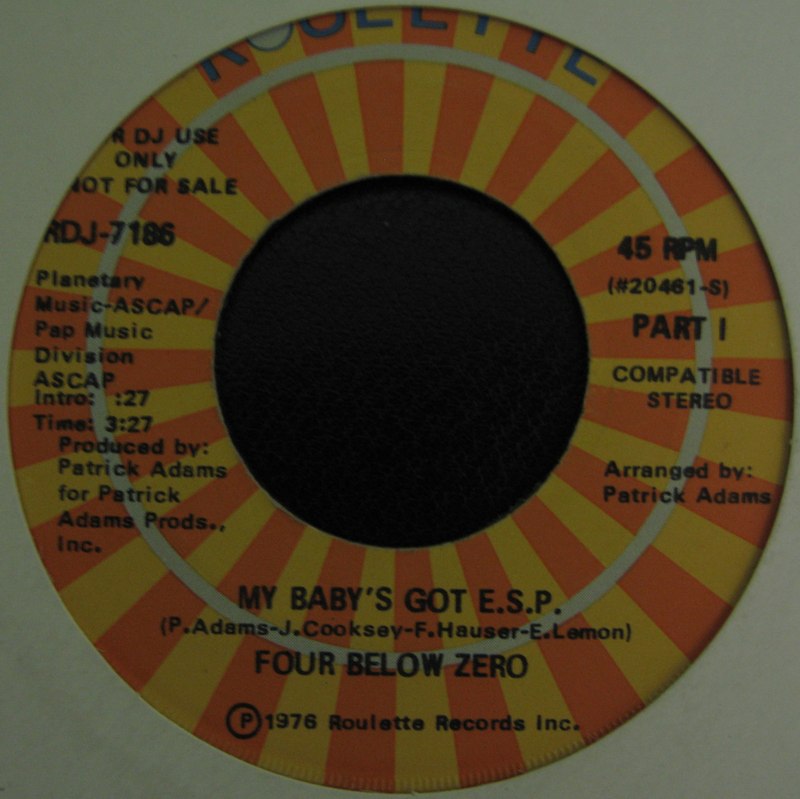 ROULETTE
R DJ USE
ONLY
NOT FOR SALE
RDJ-7186
Planetary
Music-ASCAP/
Pap Music
Division
ASCAP
Intro: :27
Time: 3:27
Produced by:
Patrick Adams
for Patrick
Adams Prods.,
Inc.
45 RPM
(#20461-S)
PART I
COMPATIBLE
STEREO
Arranged by:
Patrick Adams
MY BABY'S GOT E.S.P.
(P.Adams-J.Cooksey-F.Hauser-E.Lemon)
FOUR BELOW ZERO
Ⓟ1976 Roulette Records Inc.